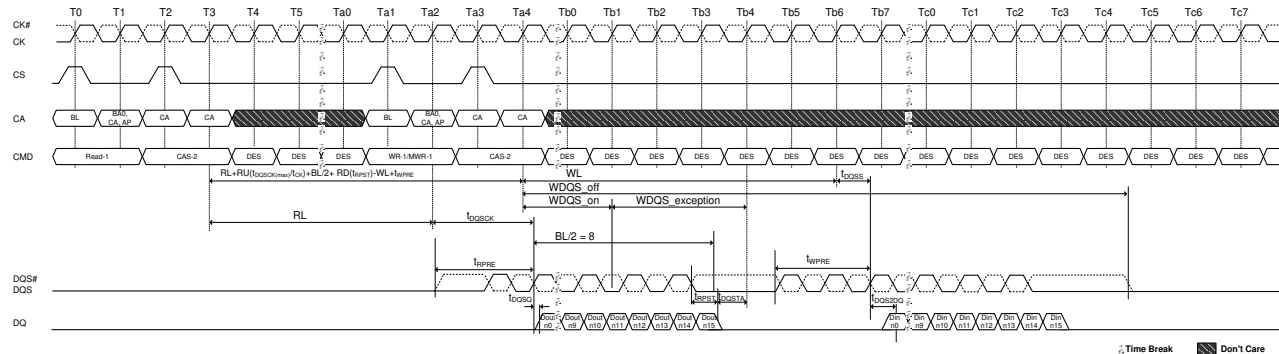 T0 T1 T2 T3 T4 T5 Ta0 Ta1 Ta2 Ta3 Ta4 Tb0 Tb1 Tb2 Tb3 Tb4 Tb5 Tb6 Tb7 Tc0 Tc1 Tc2 Tc3 Tc4 Tc5 Tc6 Tc7
CK#
CK
CS
CA BL BA0, CA, AP CA CA BL BA0, CA, AP CA CA
CMD Read-1 CAS-2 DES DES DES WR-1/MWR-1 CAS-2 DES DES DES DES DES DES DES DES DES DES DES DES DES DES DES DES
RL+RU(tDQSCK(max)/tCK)+BL/2+ RD(tRPST)-WL+tWPRE WL tDQSS
WDQS_off
WDQS_on WDQS_exception
RL tDQSCK
BL/2 = 8
tRPRE tWPRE
DQS#
DQS
tRPST tDQSTA
tDQSQ tDQS2DQ
DQ Dout n0 Dout n9 Dout n10 Dout n11 Dout n12 Dout n13 Dout n14 Dout n15 Din n0 Din n9 Din n10 Din n11 Din n12 Din n13 Din n14 Din n15
Time Break Don't Care